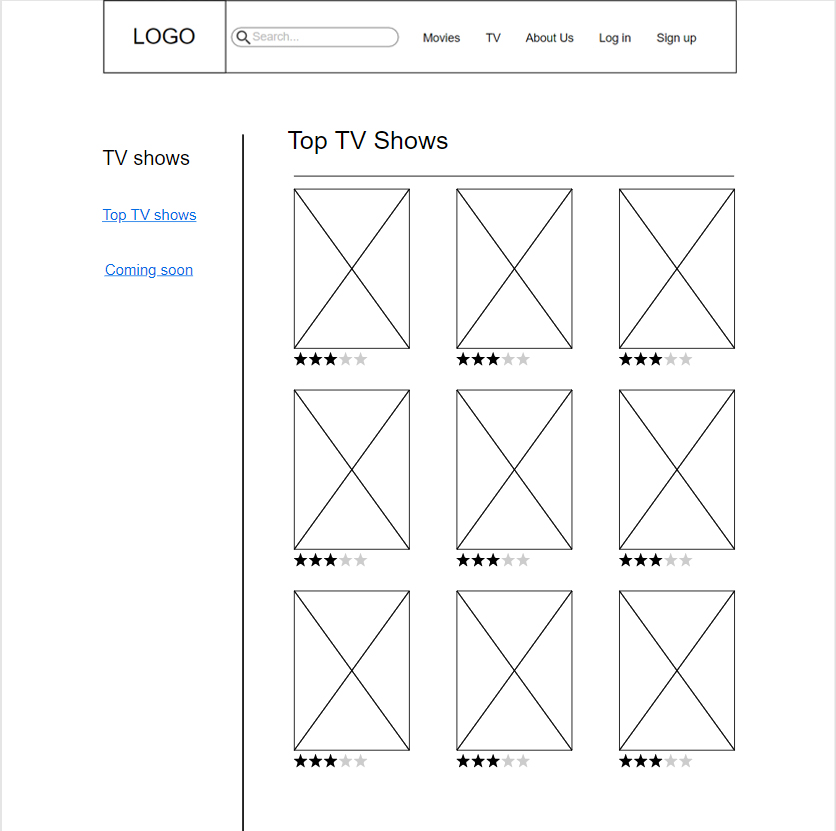 LOGO
Search...
Movies
TV
About Us
Log in
Sign up
TV shows
Top TV shows
Coming soon
Top TV Shows